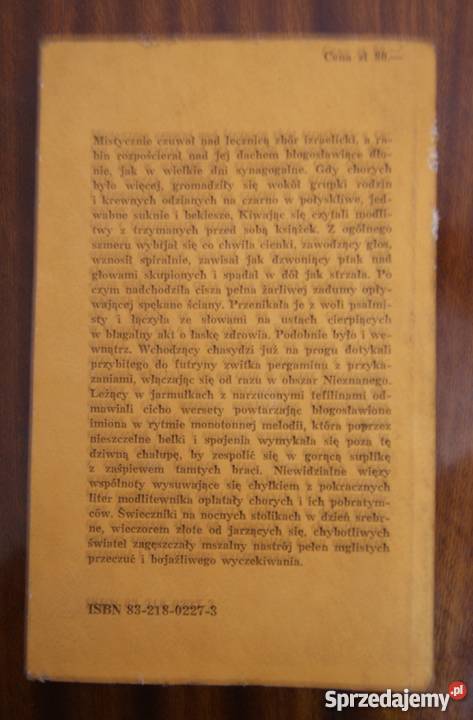 Cena zł 80.—
Mistycznie czuwał nad lecznicą zbór izraelicki, a ra-
bin rozpościerał nad jej dachem błogosławiące dło-
nie, jak w wielkie dni synagogalne. Gdy chorych
było więcej, gromadziły się wokół grupki rodzin
i krewnych odzianych na czarno w połyskliwe, jed-
wabne suknie i bekiesze. Kiwając się czytali modli-
twy z trzymanych przed sobą książek. Z ogólnego
szmeru wybijał się co chwila cienki, zawodzący głos,
wznosił spiralnie, zawisał jak dzwoniący ptak nad
głowami skupionych i spadał w dół jak strzała. Po
czym nadchodziła cisza pełna żarliwej zadumy opły-
wającej spękane ściany. Przenikała je z woli psalmi-
sty i łączyła ze słowami na ustach cierpiących
w błagalny akt o łaskę zdrowia. Podobnie było i we-
wnątrz. Wchodzący chasydzi już na progu dotykali
przybitego do futryny zwitka pergaminu z przyka-
zaniami, włączając się od razu w obszar Nieznanego.
Leżący w jarmułkach z narzuconymi tefilinami od-
mawiali cicho wersety powtarzając błogosławione
imiona w rytmie monotonnej melodii, która poprzez
nieszczelne belki i spojenia wymykała się poza tę
dziwną chałupę, by zespolić się w gorącą suplikę
z zaśpiewem tamtych braci. Niewidzialne więzy
wspólnoty wysuwające się chyłkiem z pokracznych
liter modlitewnika oplatały chorych i ich pobratym-
ców. Świeczniki na nocnych stolikach w dzień srebr-
ne, wieczorem złote od jarzących się, chybotliwych
świateł zagęszczały mszalny nastrój pełen mglistych
przeczuć i bojaźliwego wyczekiwania.
ISBN 83-218-0227-3
Sprzedajemy.pl